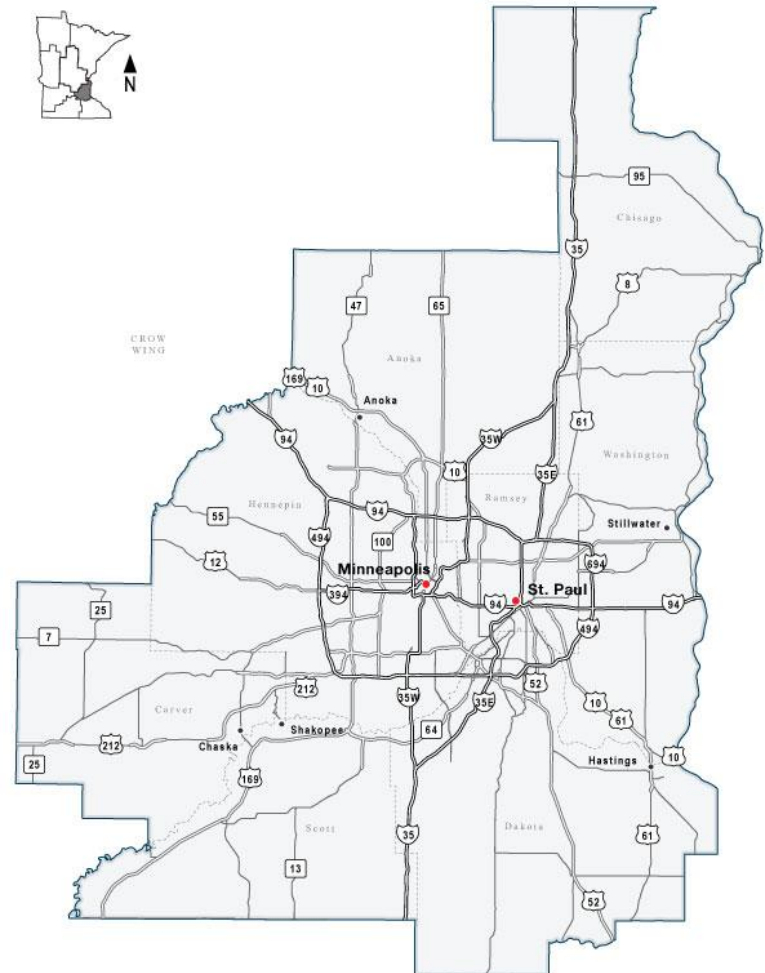 N
95
Chisago
35
8
47
65
CROW
WING
Anoka
169
10
Anoka
61
94
35W
Washington
10
35E
Ramsey
Hennepin
94
55
Stillwater
494
100
12
694
Minneapolis
St. Paul
394
94
94
25
494
7
52
212
35W
35E
10
Carver
61
64
Shakopee
Chaska
212
10
25
Hastings
169
Scott
35
Dakota
61
13
52